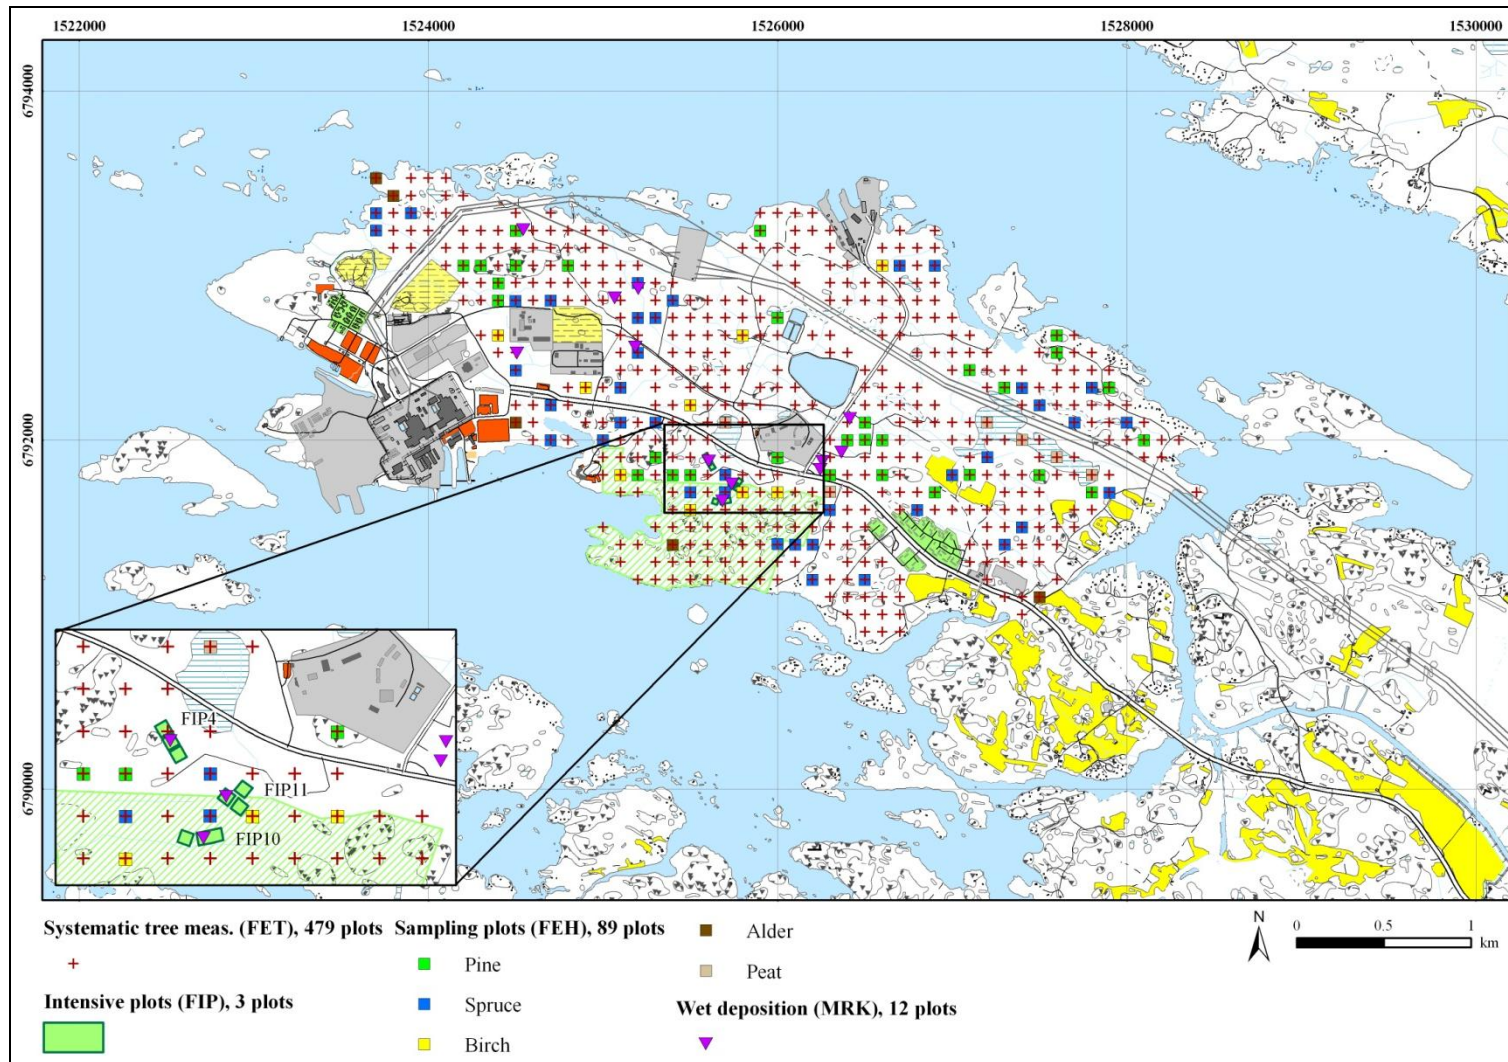 1522000 1524000 1526000 1528000 1530000
6794000
6792000
6790000
FIP4
FIP11
FIP10
Systematic tree meas. (FET), 479 plots
Intensive plots (FIP), 3 plots
Sampling plots (FEH), 89 plots
Pine
Spruce
Birch
Alder
Peat
Wet deposition (MRK), 12 plots
N
0 0.5 1
km